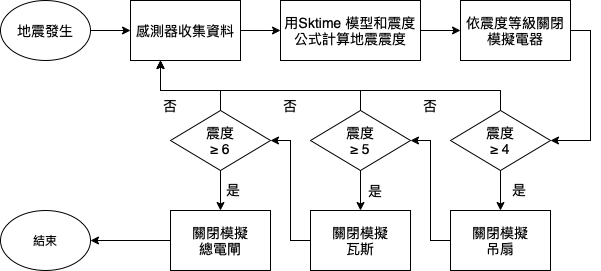 地震發生
感測器收集資料
用Sktime 模型和震度
公式計算地震震度
依震度等級關閉
模擬電器
否
否
否
震度
≥ 6
震度
≥ 5
震度
≥ 4
是
是
是
結束
關閉模擬
總電閘
關閉模擬
瓦斯
關閉模擬
吊扇